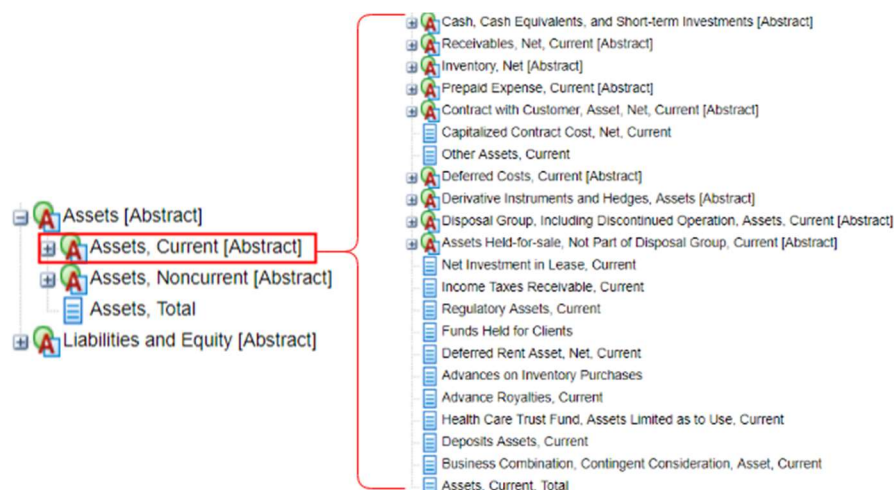 Assets [Abstract]
Assets, Current [Abstract]
Assets, Noncurrent [Abstract]
Assets, Total
Liabilities and Equity [Abstract]
Cash, Cash Equivalents, and Short-term Investments [Abstract]
Receivables, Net, Current [Abstract]
Inventory, Net [Abstract]
Prepaid Expense, Current [Abstract]
Contract with Customer, Asset, Net, Current [Abstract]
Capitalized Contract Cost, Net, Current
Other Assets, Current
Deferred Costs, Current [Abstract]
Derivative Instruments and Hedges, Assets [Abstract]
Disposal Group, Including Discontinued Operation, Assets, Current [Abstract]
Assets Held-for-sale, Not Part of Disposal Group, Current [Abstract]
Net Investment in Lease, Current
Income Taxes Receivable, Current
Regulatory Assets, Current
Funds Held for Clients
Deferred Rent Asset, Net, Current
Advances on Inventory Purchases
Advance Royalties, Current
Health Care Trust Fund, Assets Limited as to Use, Current
Deposits Assets, Current
Business Combination, Contingent Consideration, Asset, Current
Assets, Current, Total